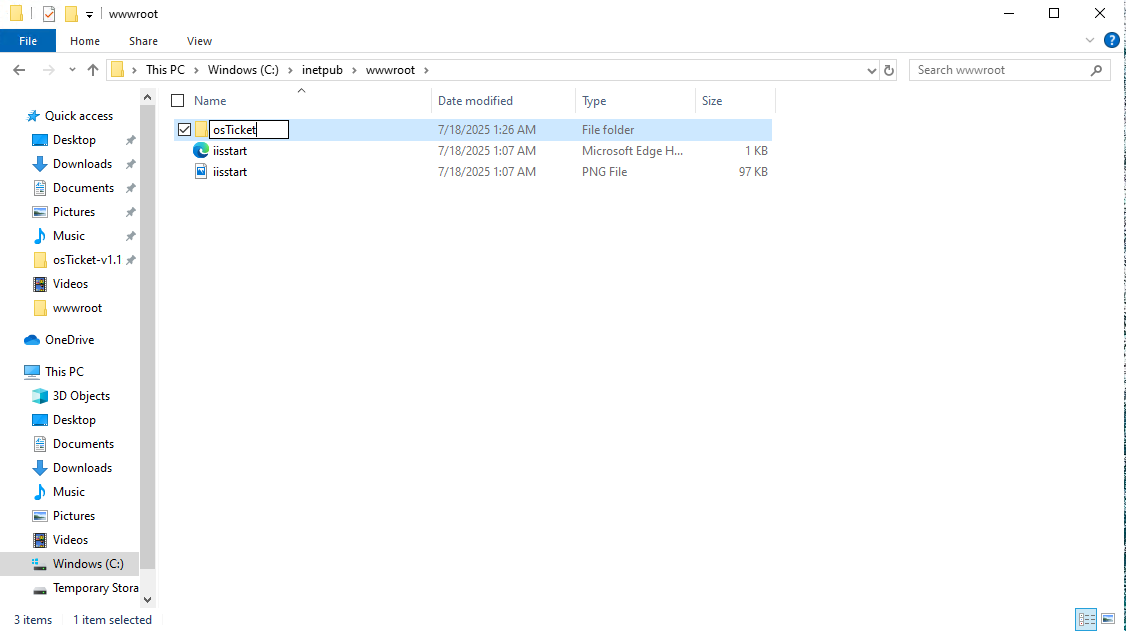 wwwroot
File Home Share View
This PC Windows (C:) inetpub wwwroot Search wwwroot
Name Date modified Type Size
osTicket 7/18/2025 1:26 AM File folder
iisstart 7/18/2025 1:07 AM Microsoft Edge H... 1 KB
iisstart 7/18/2025 1:07 AM PNG File 97 KB
Quick access
Desktop
Downloads
Documents
Pictures
Music
osTicket-v1.1
Videos
wwwroot
OneDrive
This PC
3D Objects
Desktop
Documents
Downloads
Music
Pictures
Videos
Windows (C:)
Temporary Stora
3 items 1 item selected